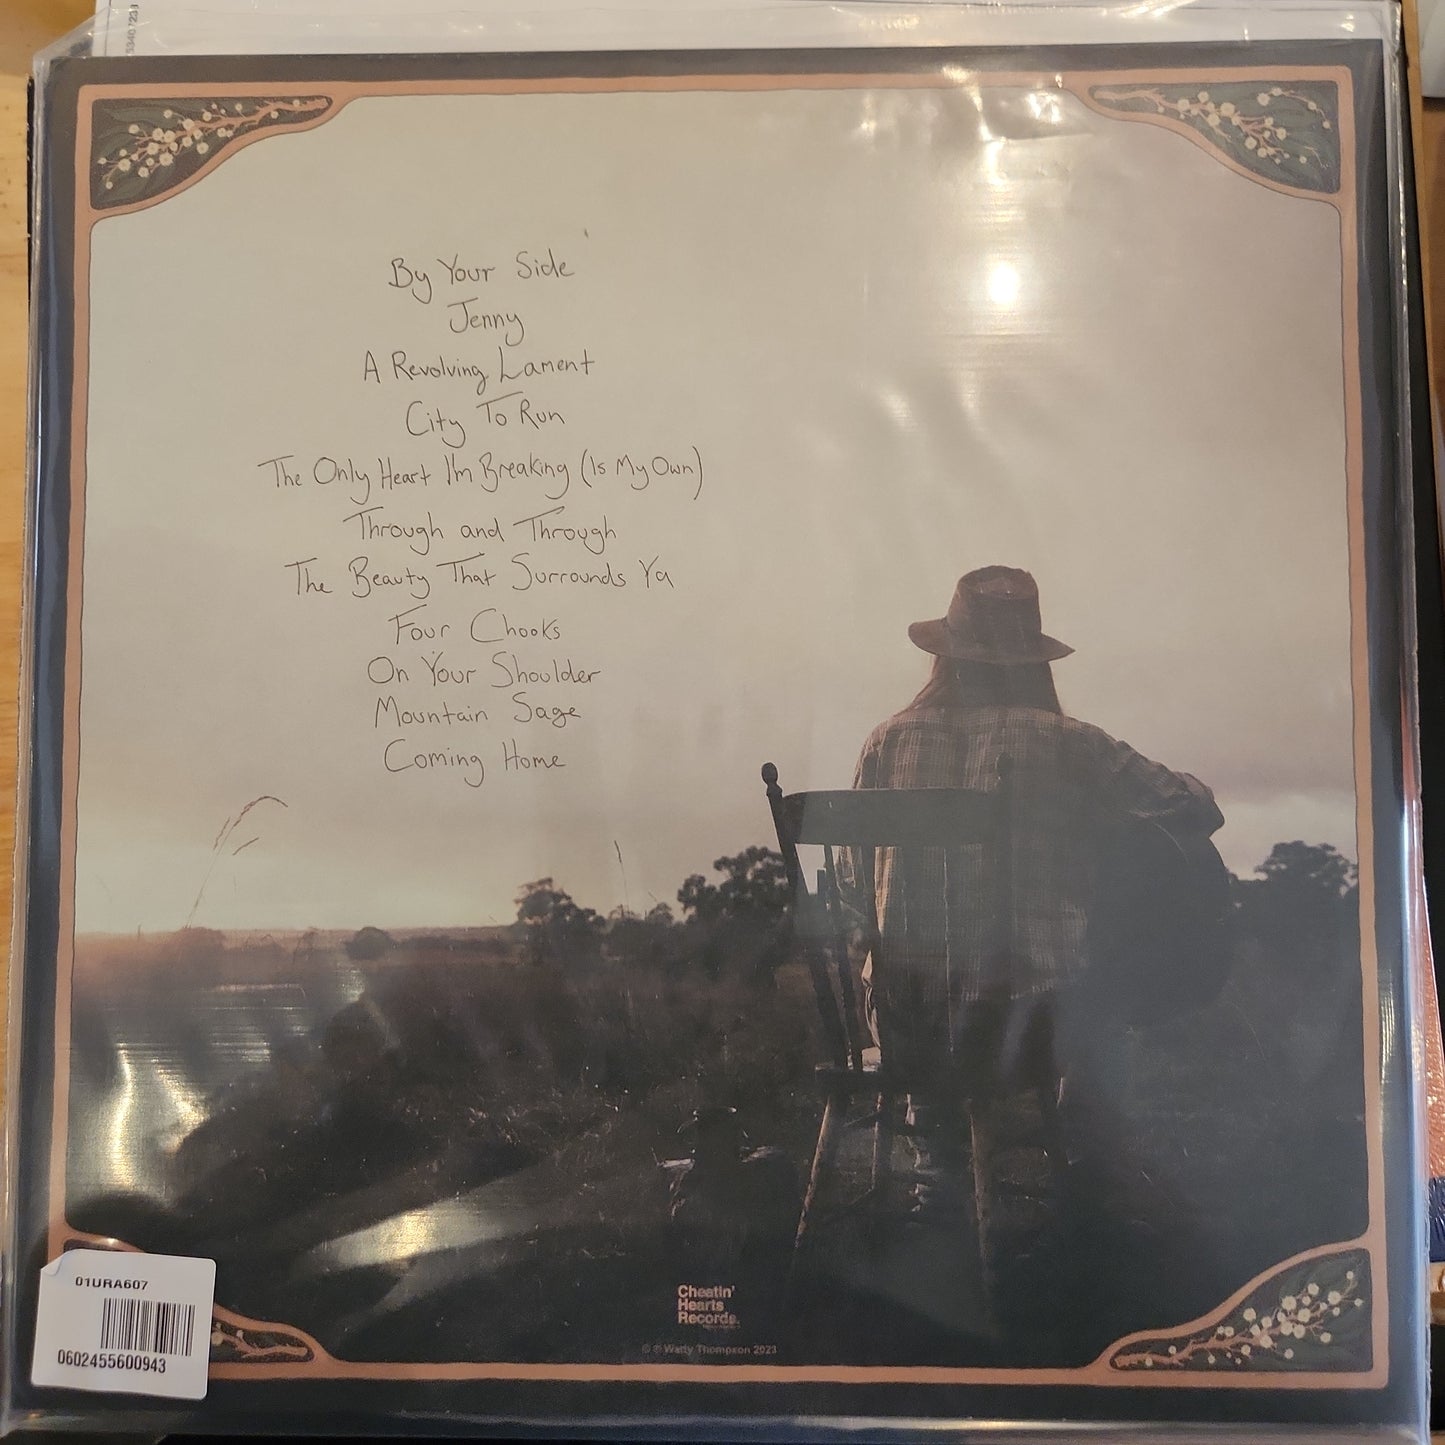 By Your Side
Jenny
A Revolving Lament
City To Run
The Only Heart I'm Breaking (Is My Own)
Through and Through
The Beauty That Surrounds Ya
Four Chooks
On Your Shoulder
Mountain Sage
Coming Home
Cheatin'
Hearts
Records.
© ℗ Watty Thompson 2023
01URA607
0602455600943